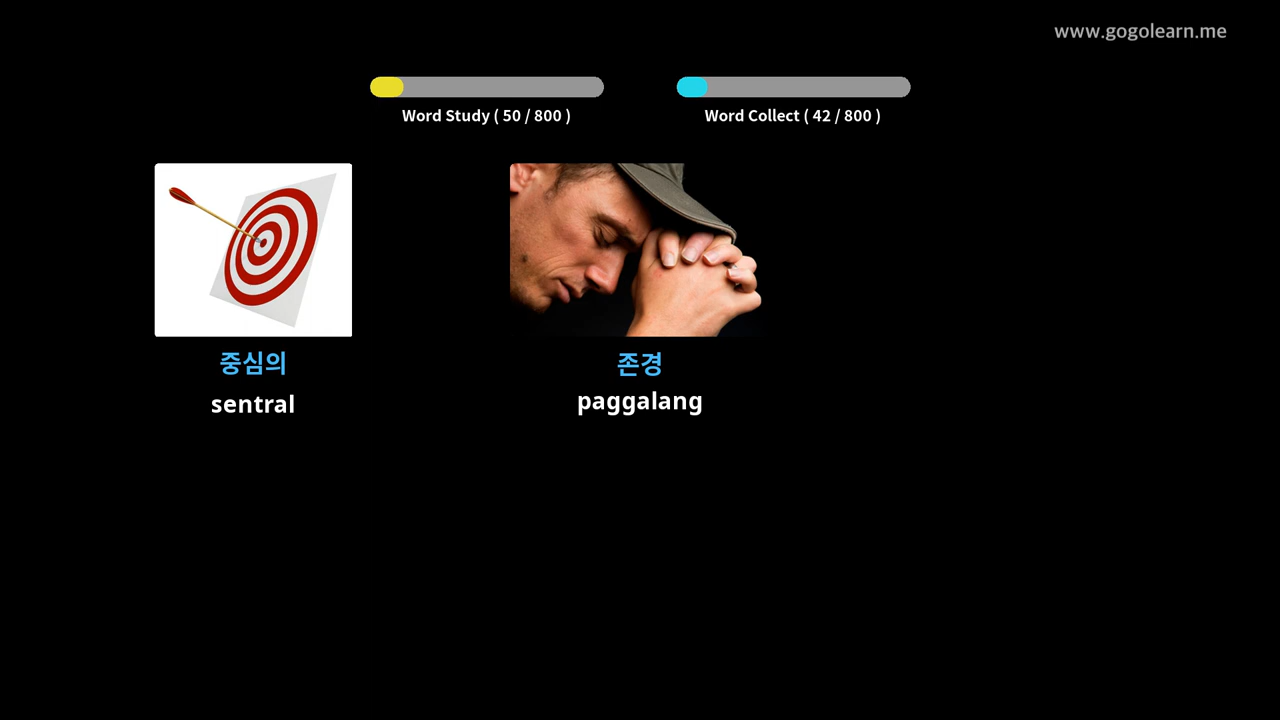 www.gogolearn.me
Word Study ( 50 / 800 )
Word Collect ( 42 / 800 )
중심의
sentral
존경
paggalang